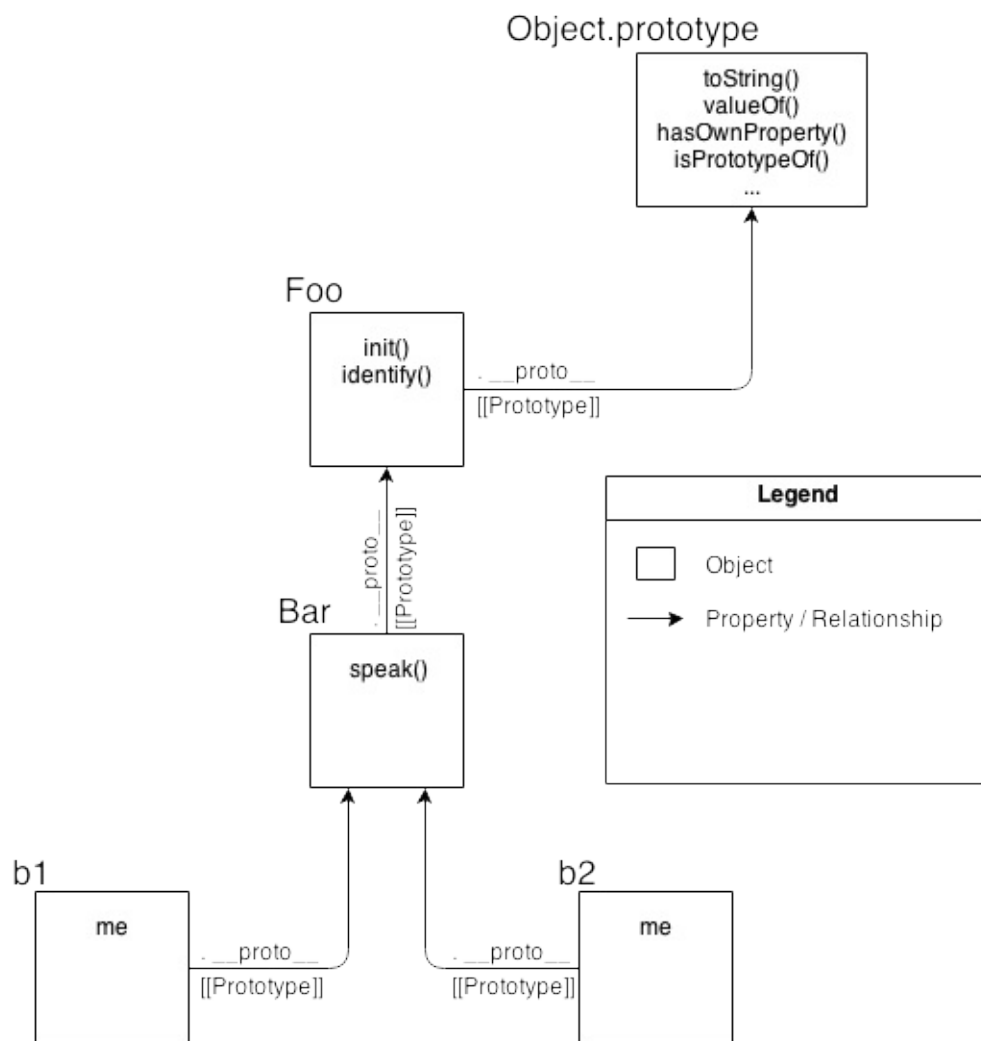 Object.prototype
toString()
valueOf()
hasOwnProperty()
isPrototypeOf()
...
Foo
init()
identify()
. __proto__
[[Prototype]]
. __proto__
[[Prototype]]
Legend
Object
Property / Relationship
Bar
speak()
b1
me
. __proto__
[[Prototype]]
b2
me
. __proto__
[[Prototype]]